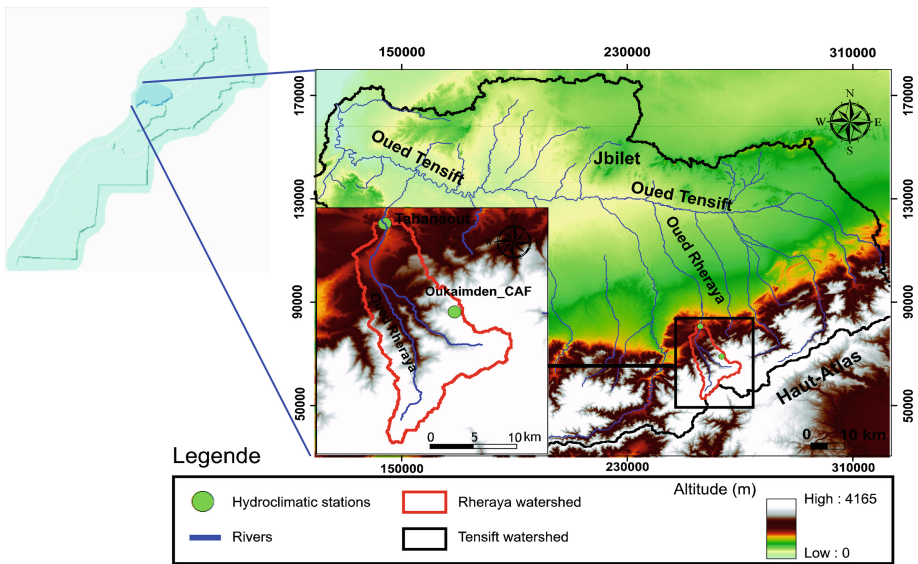 150000
230000
310000
170000
170000
N
W
E
S
Oued Tensift
Jbilet
130000
Oued Tensift
130000
Tahanaout
Oued Rheraya
Oukaimden_CAF
90000
90000
Oued Rheraya
Haut-Atlas
50000
50000
0 5 10 km
0 10 km
150000
230000
310000
Legende
Hydroclimatic stations
Rheraya watershed
Rivers
Tensift watershed
Altitude (m)
High : 4165
Low : 0